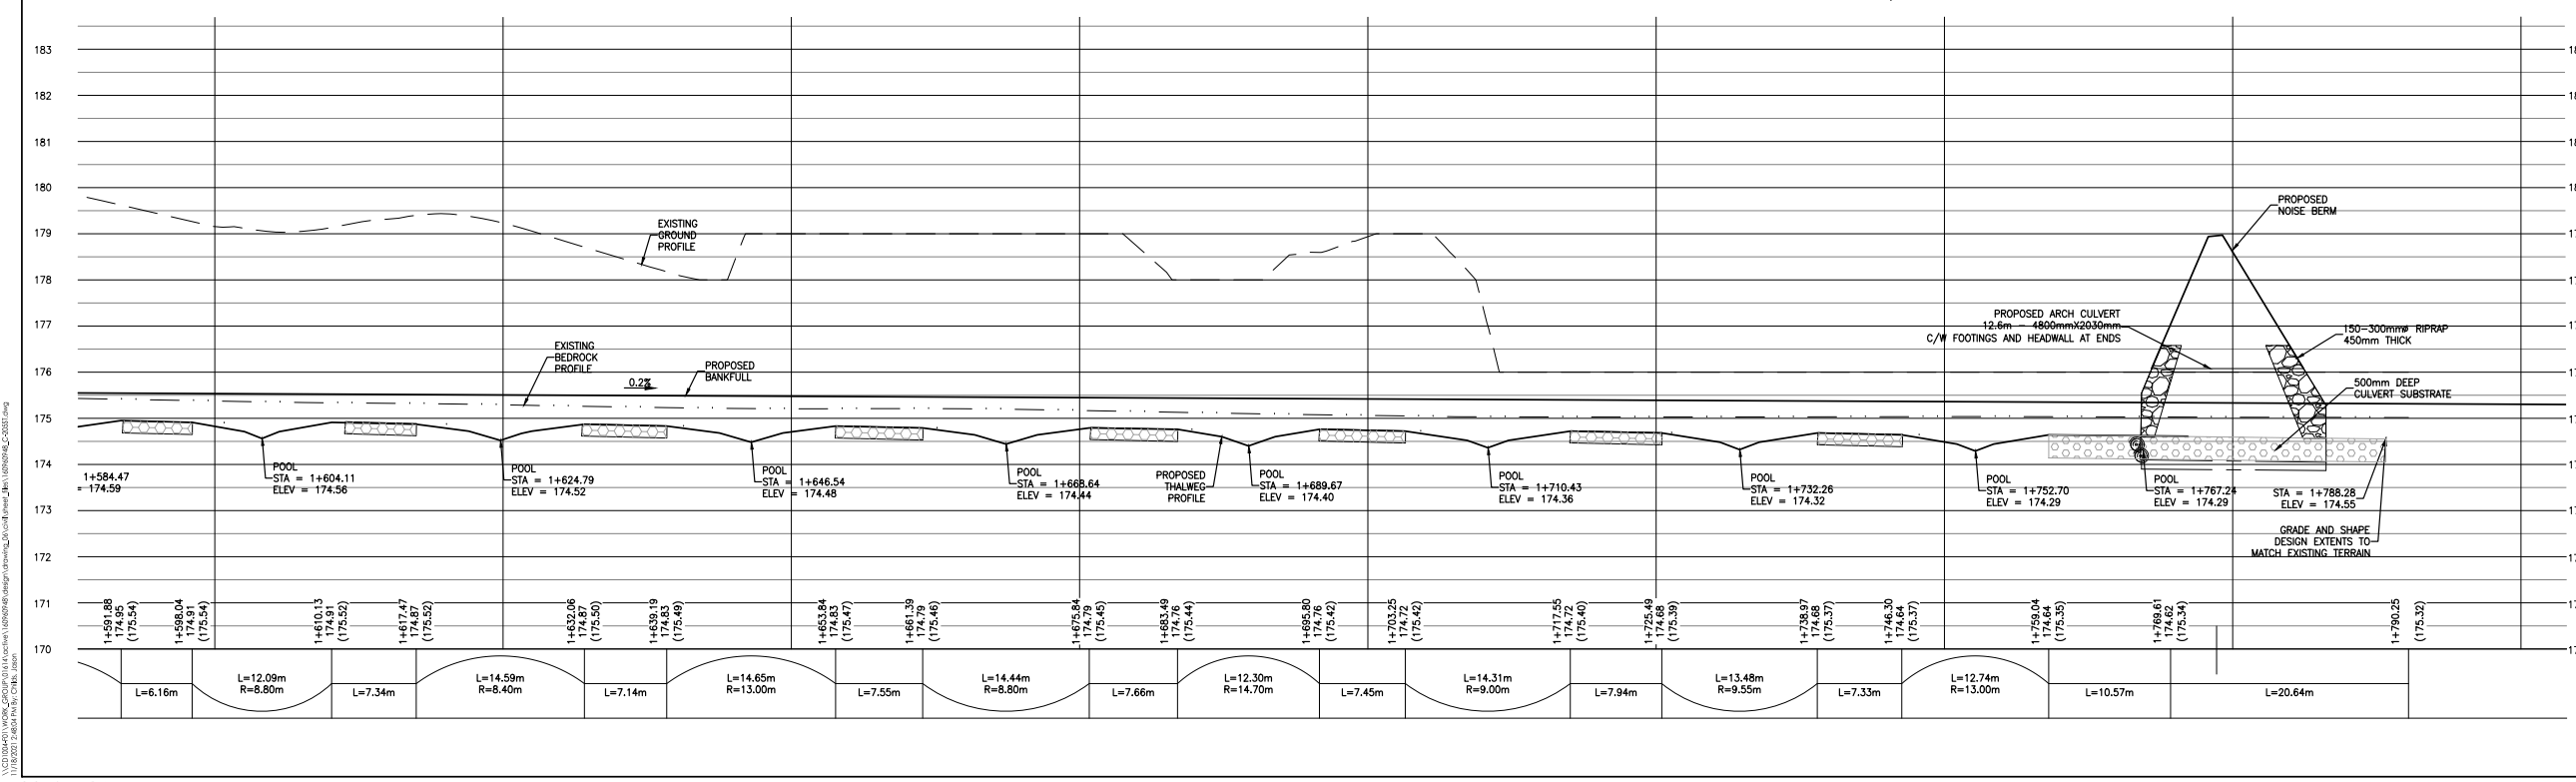 183
182
181
180
179
178
177
176
175
174
173
172
171
170
EXISTING
GROUND
PROFILE
EXISTING
BEDROCK
PROFILE
0.2%
PROPOSED
BANKFULL
PROPOSED
NOISE BERM
PROPOSED ARCH CULVERT
12.6m - 4800mmX2030mm
C/W FOOTINGS AND HEADWALL AT ENDS
150-300mmø RIPRAP
450mm THICK
500mm DEEP
CULVERT SUBSTRATE
1+584.47
= 174.59
POOL
STA = 1+604.11
ELEV = 174.56
POOL
STA = 1+624.79
ELEV = 174.52
POOL
STA = 1+646.54
ELEV = 174.48
POOL
STA = 1+668.64
ELEV = 174.44
PROPOSED
THALWEG
PROFILE
POOL
STA = 1+689.67
ELEV = 174.40
POOL
STA = 1+710.43
ELEV = 174.36
POOL
STA = 1+732.26
ELEV = 174.32
POOL
STA = 1+752.70
ELEV = 174.29
POOL
STA = 1+767.24
ELEV = 174.29
STA = 1+788.28
ELEV = 174.55
GRADE AND SHAPE
DESIGN EXTENTS TO
MATCH EXISTING TERRAIN
1+591.88
174.95
(175.54)
1+598.04
174.91
(175.54)
1+610.13
174.91
(175.52)
1+617.47
174.87
(175.52)
1+632.06
174.87
(175.50)
1+639.19
174.83
(175.49)
1+653.84
174.83
(175.47)
1+661.39
174.79
(175.46)
1+675.84
174.79
(175.45)
1+683.49
174.76
(175.44)
1+695.80
174.76
(175.42)
1+703.25
174.72
(175.42)
1+717.55
174.72
(175.40)
1+725.49
174.68
(175.39)
1+738.97
174.68
(175.37)
1+746.30
174.64
(175.37)
1+759.04
174.64
(175.35)
1+769.61
174.62
(175.34)
1+790.25
(175.32)
L=6.16m
L=12.09m
R=8.80m
L=7.34m
L=14.59m
R=8.40m
L=7.14m
L=14.65m
R=13.00m
L=7.55m
L=14.44m
R=8.80m
L=7.66m
L=12.30m
R=14.70m
L=7.45m
L=14.31m
R=9.00m
L=7.94m
L=13.48m
R=9.55m
L=7.33m
L=12.74m
R=13.00m
L=10.57m
L=20.64m